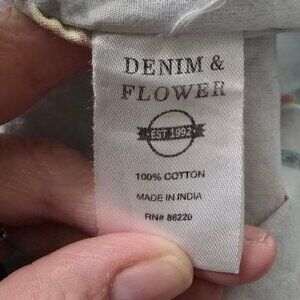 DENIM &
FLOWER
EST 1992
100% COTTON
MADE IN INDIA
RN# 86220